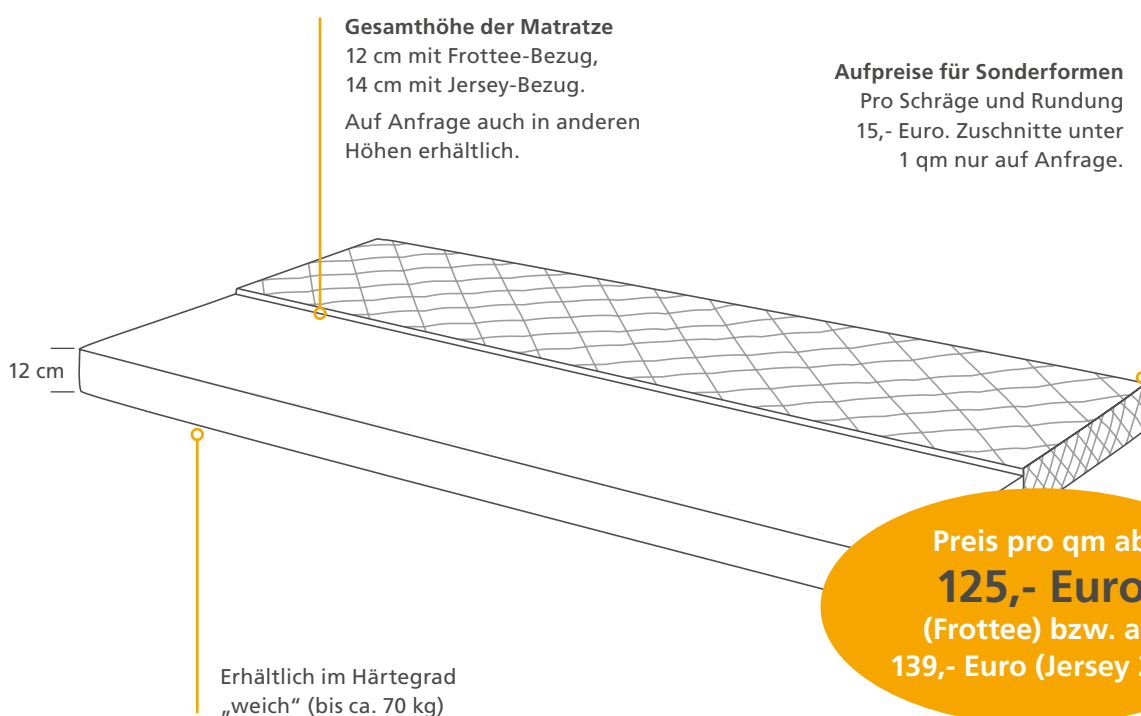 Gesamthöhe der Matratze
12 cm mit Frottee-Bezug,
14 cm mit Jersey-Bezug.
Auf Anfrage auch in anderen
Höhen erhältlich.
Aufpreise für Sonderformen
Pro Schräge und Rundung
15,- Euro. Zuschnitte unter
1 qm nur auf Anfrage.
12 cm
Preis pro qm ab
125,- Euro
(Frottee) bzw.
139,- Euro (Jersey
Erhältlich im Härtegrad
„weich“ (bis ca. 70 kg)